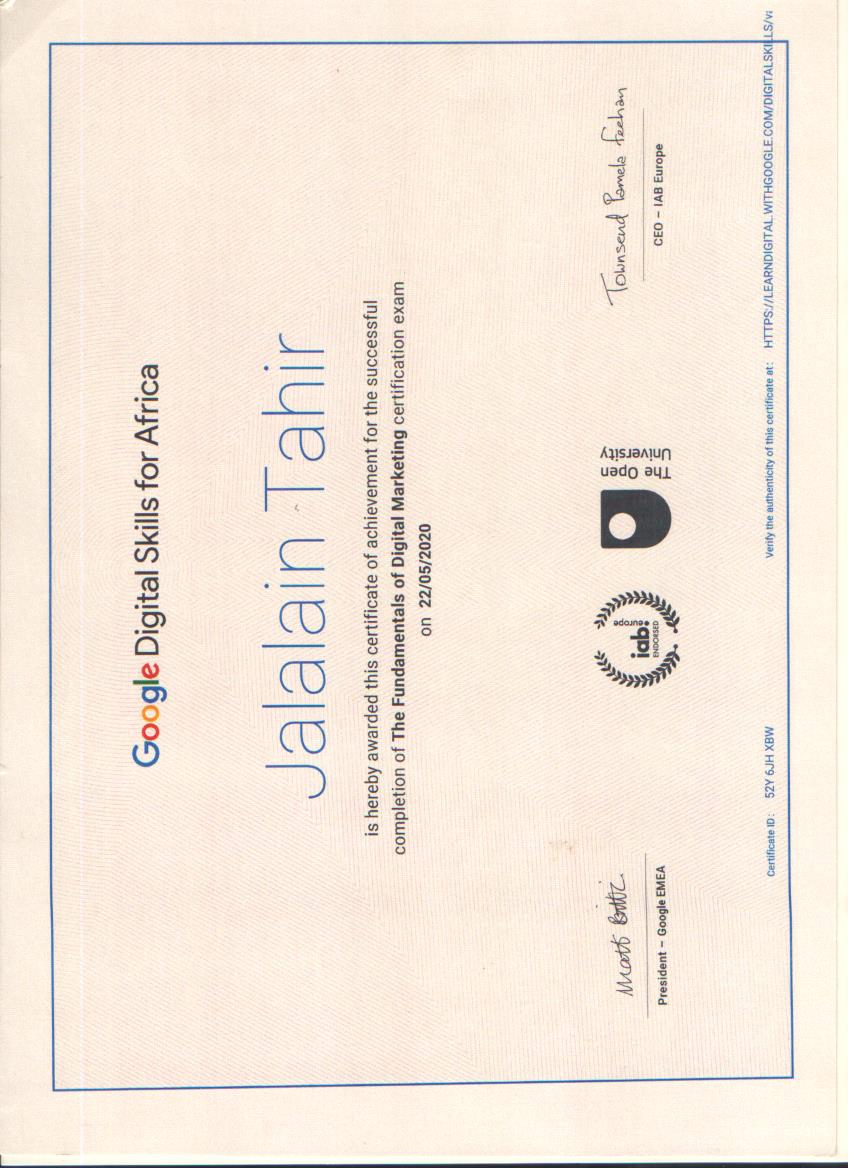 Google Digital Skills for Africa
Jalalain Tahir
is hereby awarded this certificate of achievement for the successful
completion of The Fundamentals of Digital Marketing certification exam
on 22/05/2020
Matt
President – Google EMEA
iab.europe
ENDORSED
The Open
University
Townsend Pamela Feehan
CEO – IAB Europe
Certificate ID : 52Y 6JH XBW
Verify the authenticity of this certificate at : HTTPS://LEARNDIGITAL.WITHGOOGLE.COM/DIGITALSKILLS/va